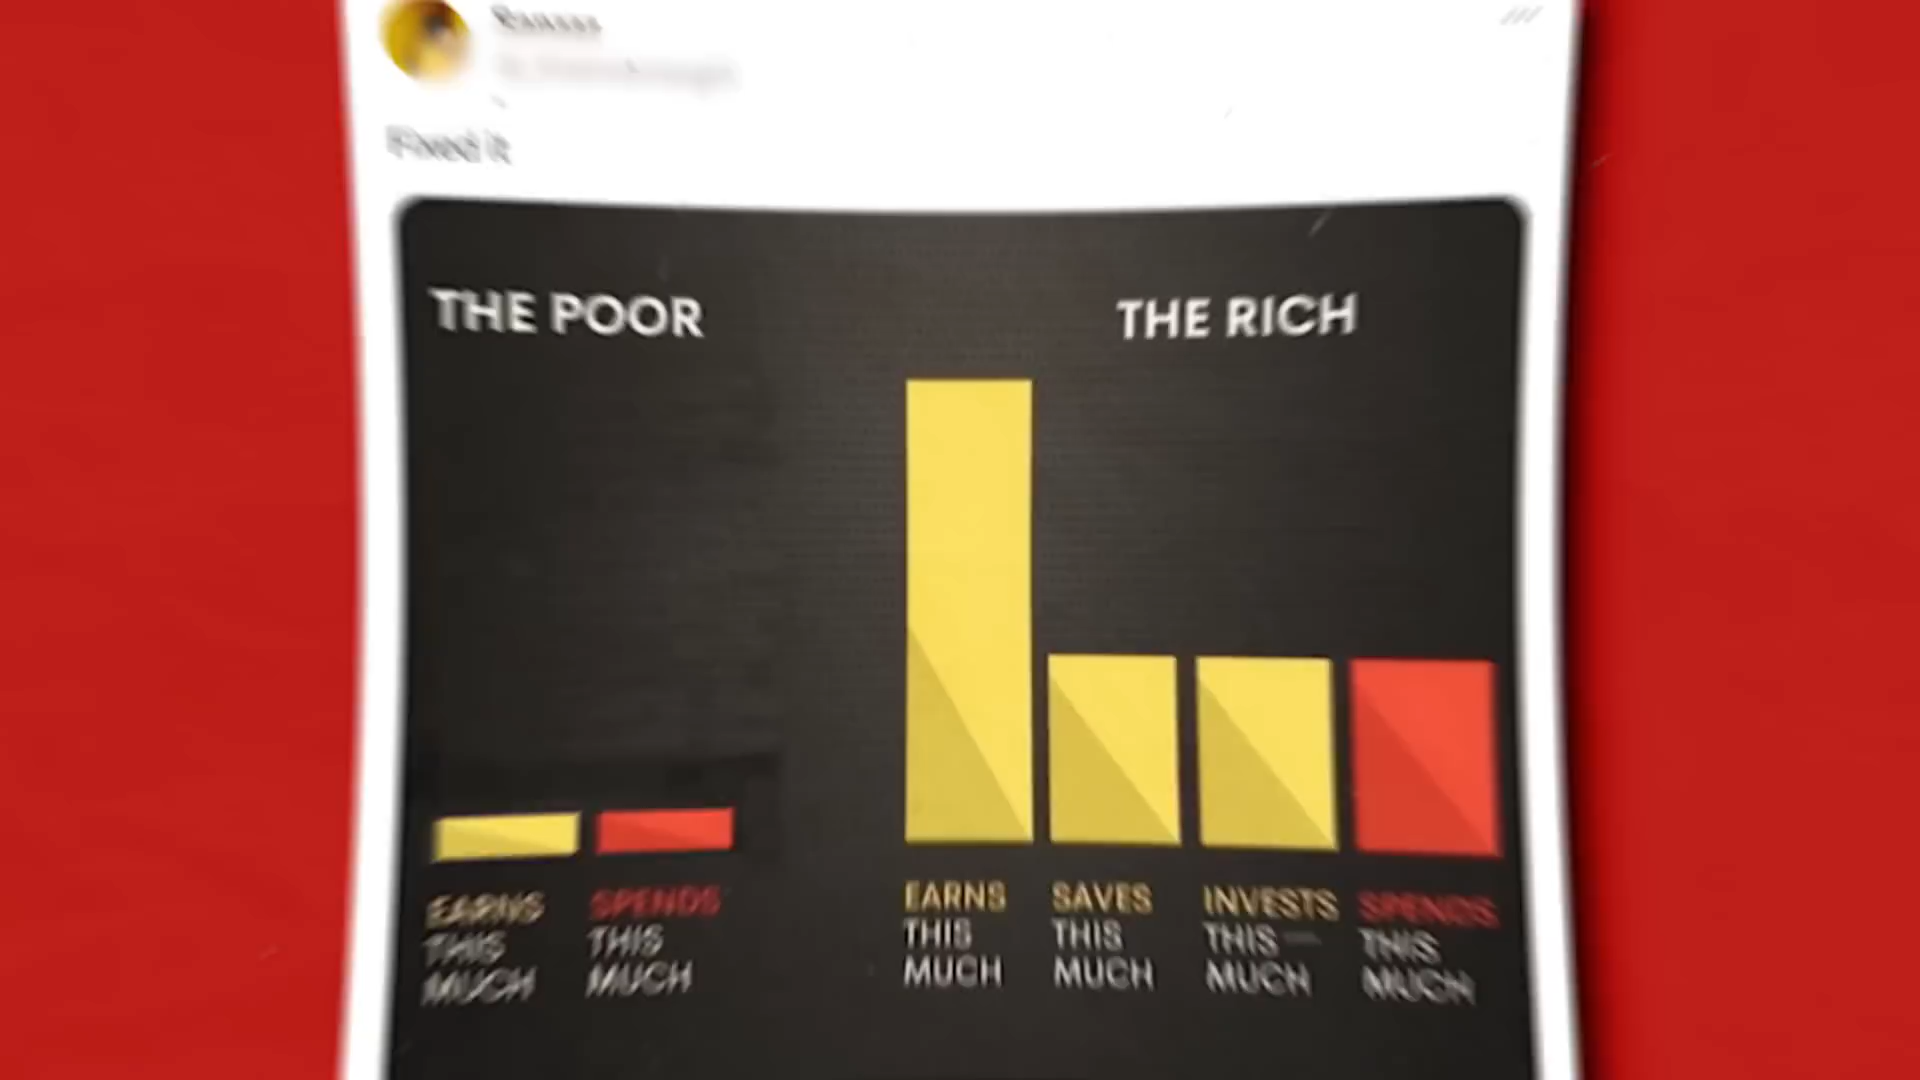 Fixed it
THE POOR
THE RICH
EARNS
THIS
MUCH
SPENDS
THIS
MUCH
EARNS
THIS
MUCH
SAVES
THIS
MUCH
INVESTS
THIS
MUCH
SPENDS
THIS
MUCH